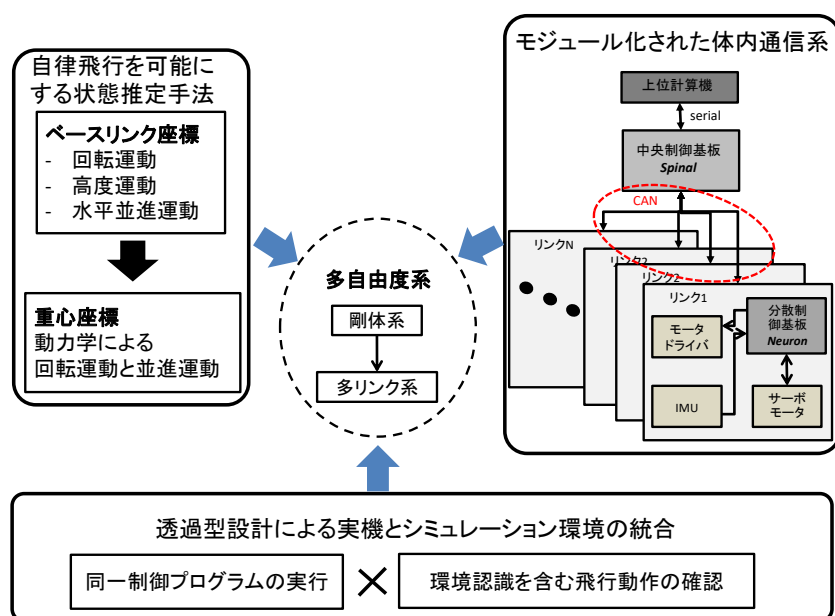 自律飛行を可能に
する状態推定手法
ベースリンク座標
- 回転運動
- 高度運動
- 水平並進運動
重心座標
動力学による
回転運動と並進運動
多自由度系
剛体系
多リンク系
モジュール化された体内通信系
上位計算機
serial
中央制御基板
Spinal
CAN
リンクN
リンク2
リンク1
モータ
ドライバ
分散制
御基板
Neuron
IMU
サーボ
モータ
透過型設計による実機とシミュレーション環境の統合
同一制御プログラムの実行
×
環境認識を含む飛行動作の確認